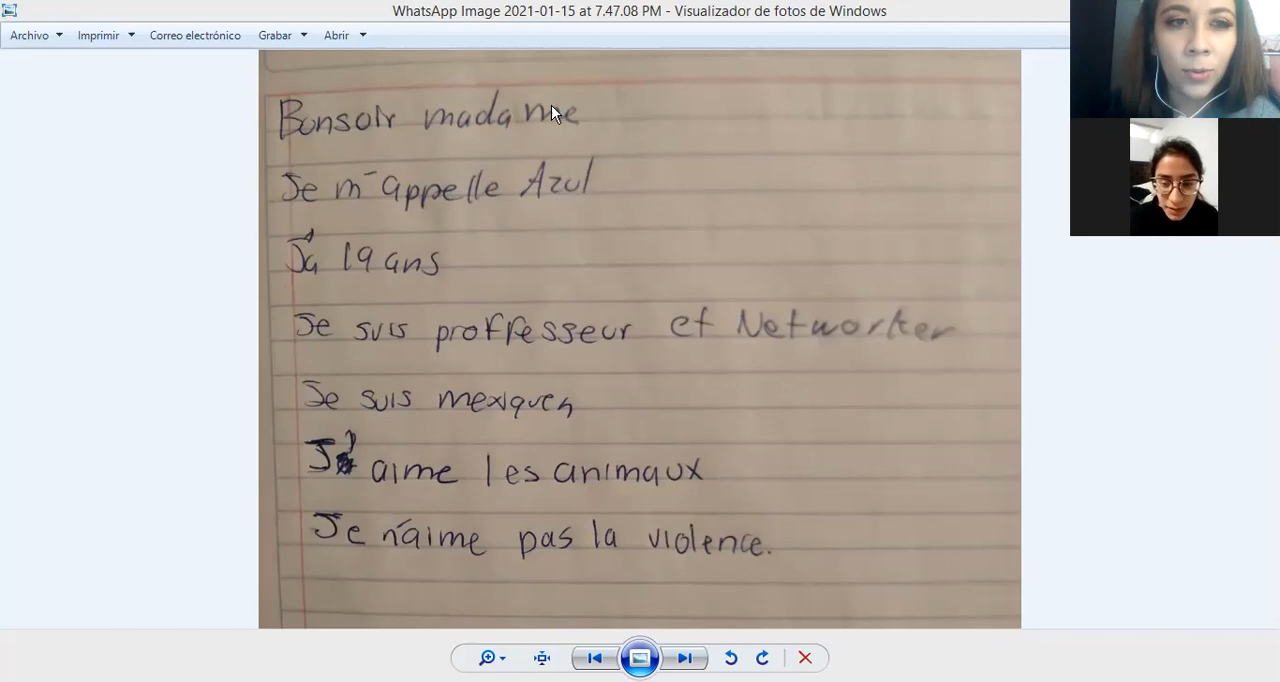 WhatsApp Image 2021-01-15 at 7.47.08 PM - Visualizador de fotos de Windows
Archivo Imprimir Correo electrónico Grabar Abrir
Bonsoir madame
Je m'appelle Azul
J'a 19 ans
Je suis proffesseur et Networker
Je suis mexiquen
J' aime les animaux
Je n'aime pas la violence.